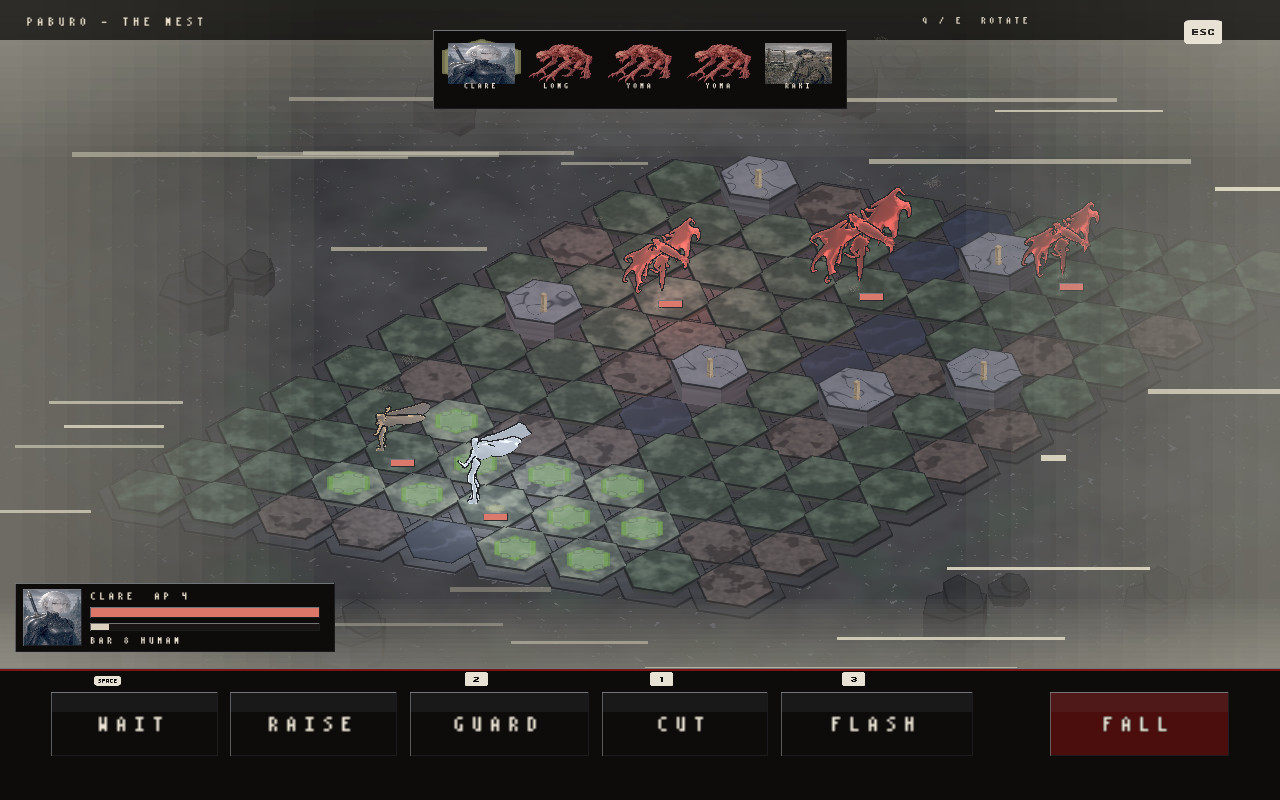 PABURO - THE NEST
Q / E ROTATE
ESC
CLARE
LONG
YOMA
YOMA
RAKI
CLARE AP 4
BAR 8 HUMAN
SPACE
2
1
3
WAIT
RAISE
GUARD
CUT
FLASH
FALL